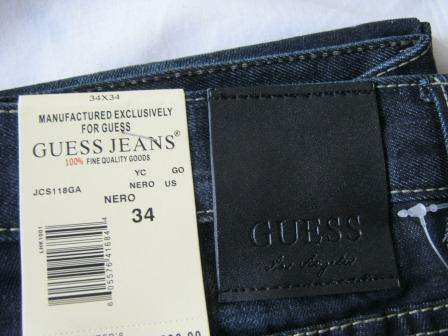 34X34
MANUFACTURED EXCLUSIVELY
FOR GUESS
GUESS JEANS®
100% FINE QUALITY GOODS
YC GO
JCS118GA NERO US
NERO
34
GUESS
Los Angeles